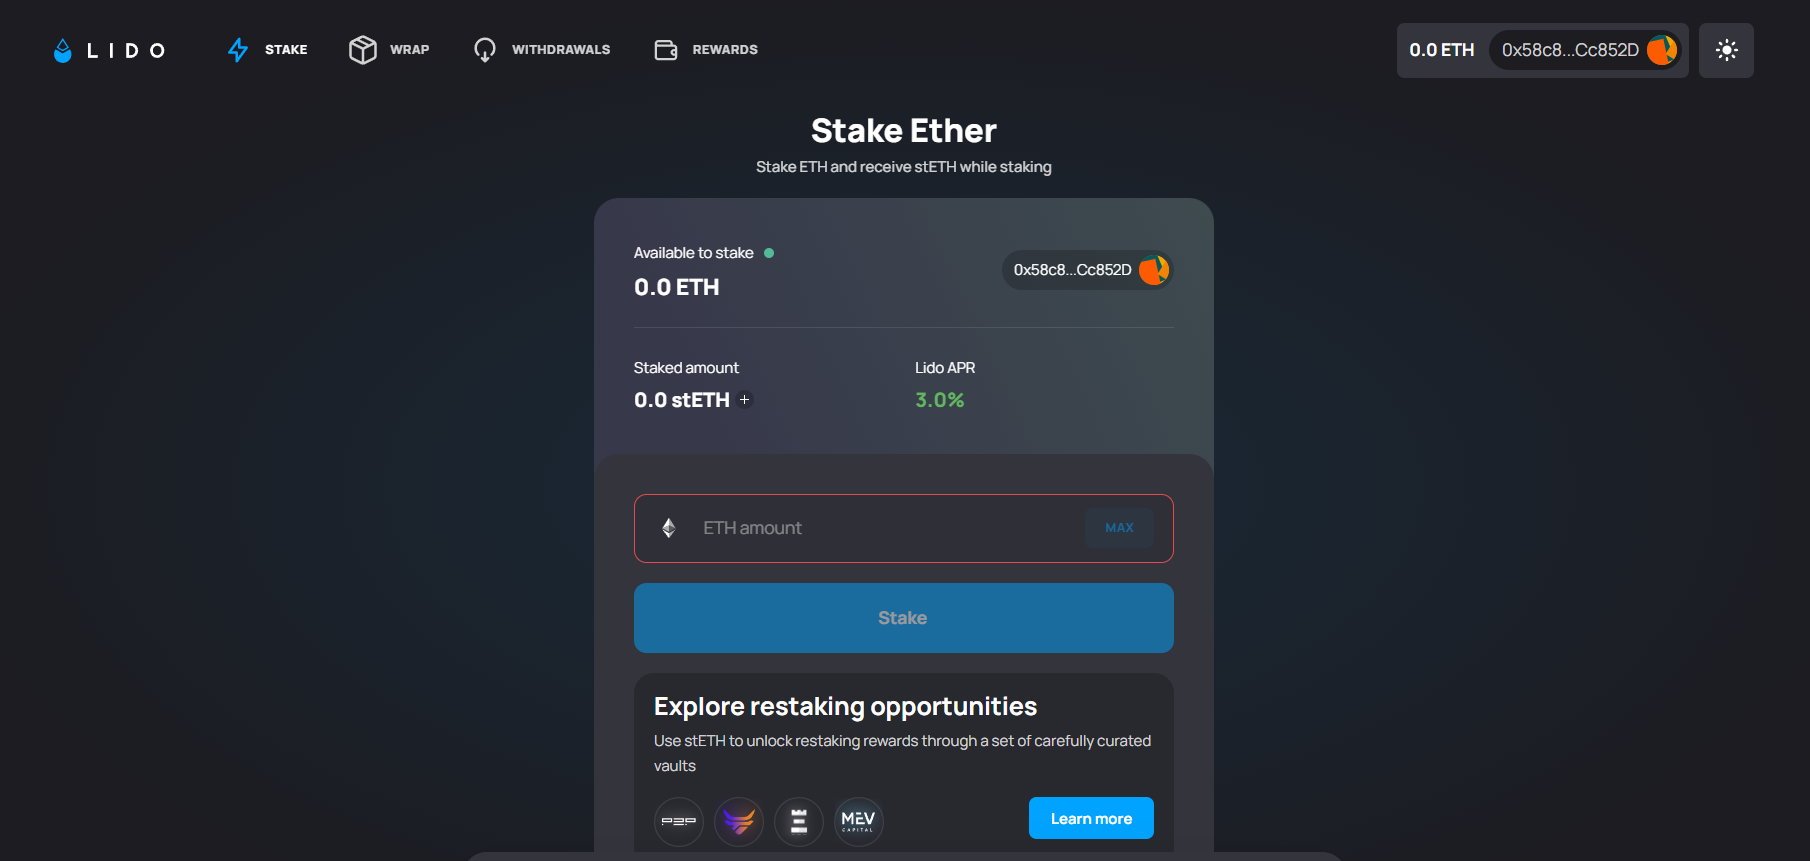 LIDO
STAKE
WRAP
WITHDRAWALS
REWARDS
0.0 ETH
0x58c8...Cc852D
Stake Ether
Stake ETH and receive stETH while staking
Available to stake
0.0 ETH
0x58c8...Cc852D
Staked amount
0.0 stETH +
Lido APR
3.0%
ETH amount
MAX
Stake
Explore restaking opportunities
Use stETH to unlock restaking rewards through a set of carefully curated
vaults
P2P
MEV
CAPITAL
Learn more